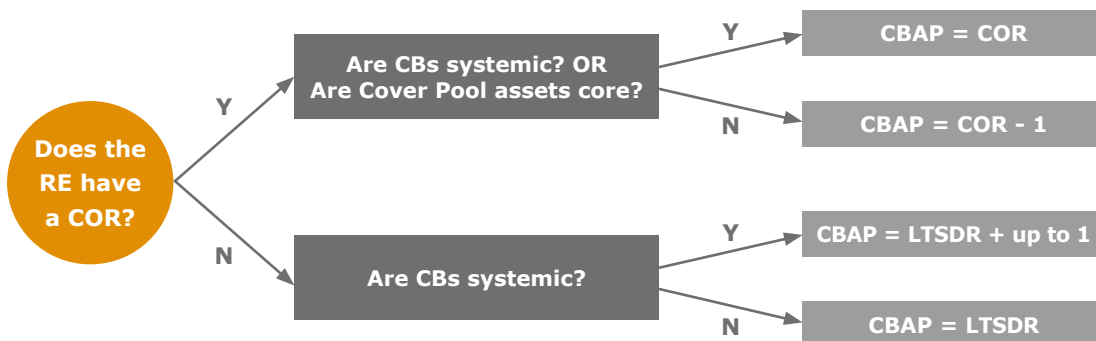 Does the
RE have
a COR?
Y
N
Are CBs systemic? OR
Are Cover Pool assets core?
Y
N
CBAP = COR
CBAP = COR - 1
Are CBs systemic?
Y
N
CBAP = LTSDR + up to 1
CBAP = LTSDR